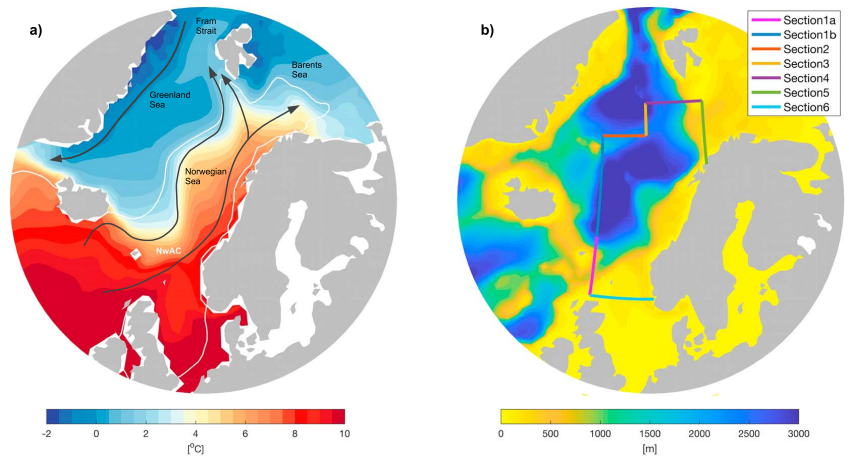 a)
Fram
Strait
Barents
Sea
Greenland
Sea
Norwegian
Sea
NwAC
-2 0 2 4 6 8 10
[°C]
b)
Section1a
Section1b
Section2
Section3
Section4
Section5
Section6
0 500 1000 1500 2000 2500 3000
[m]